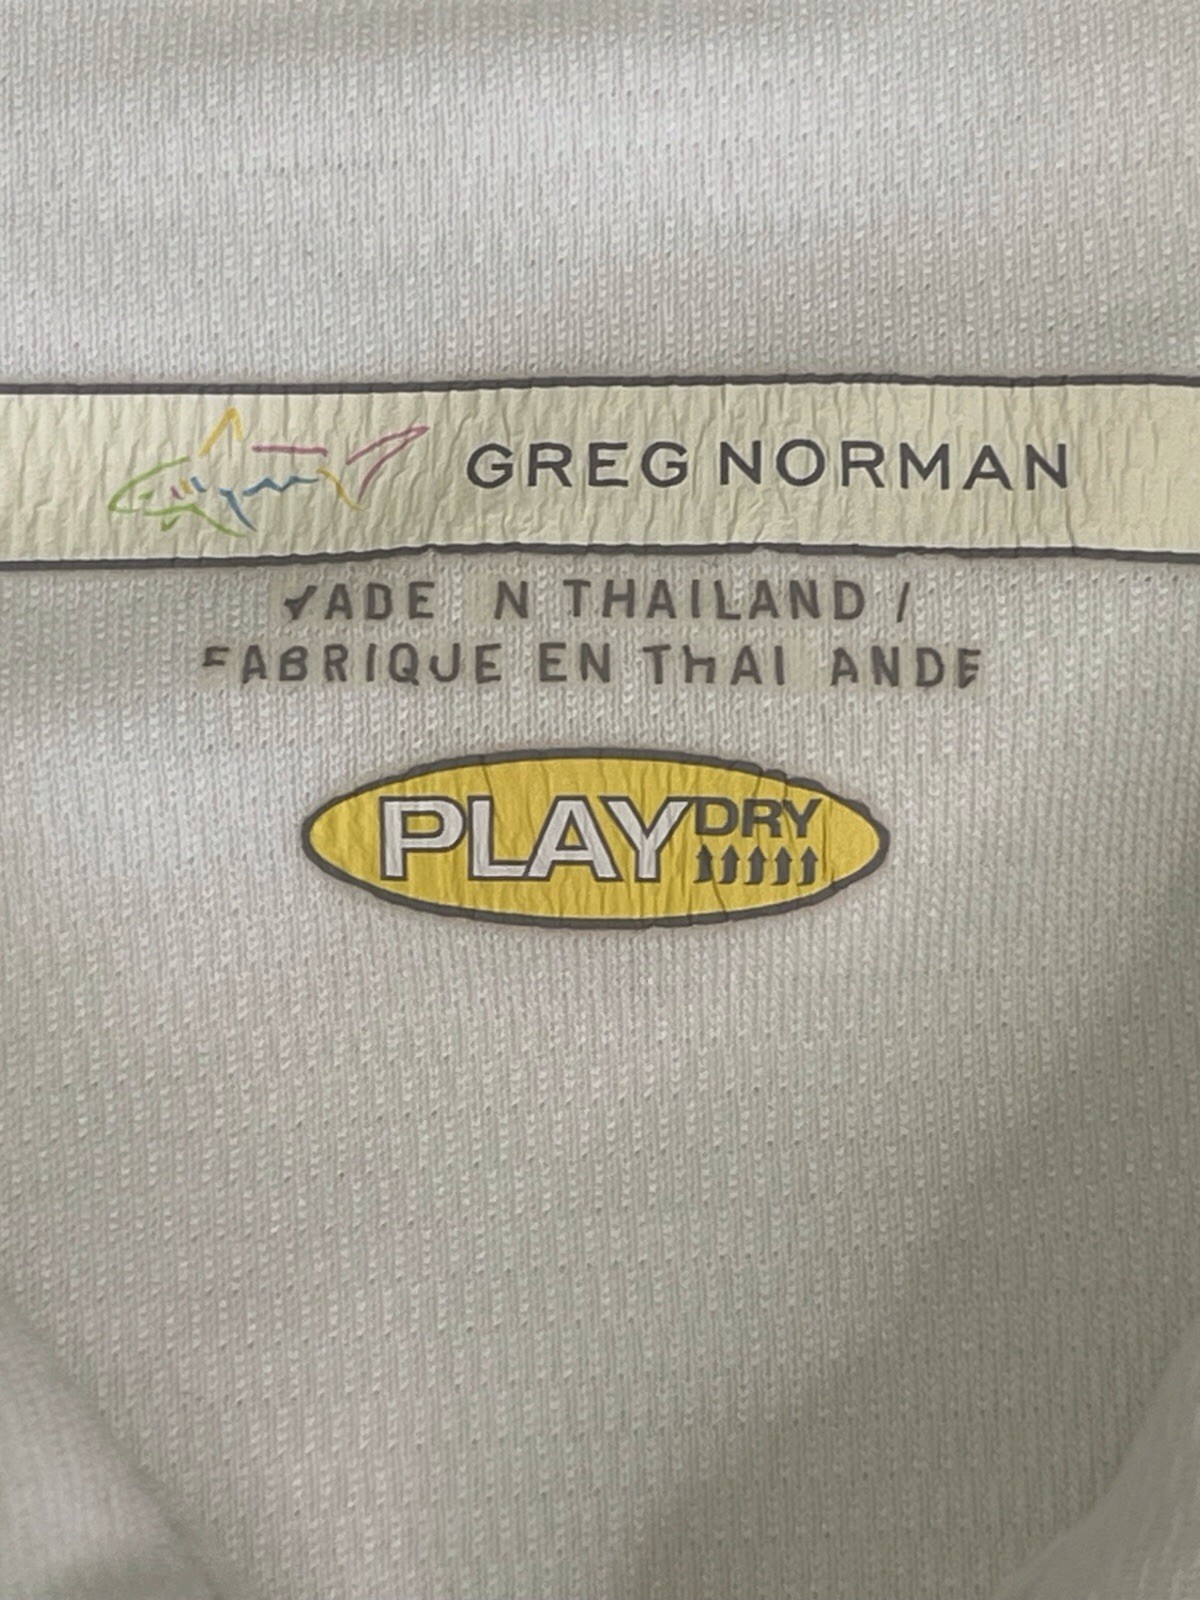 GREG NORMAN
MADE IN THAILAND /
FABRIQUE EN THAILANDE
PLAY DRY